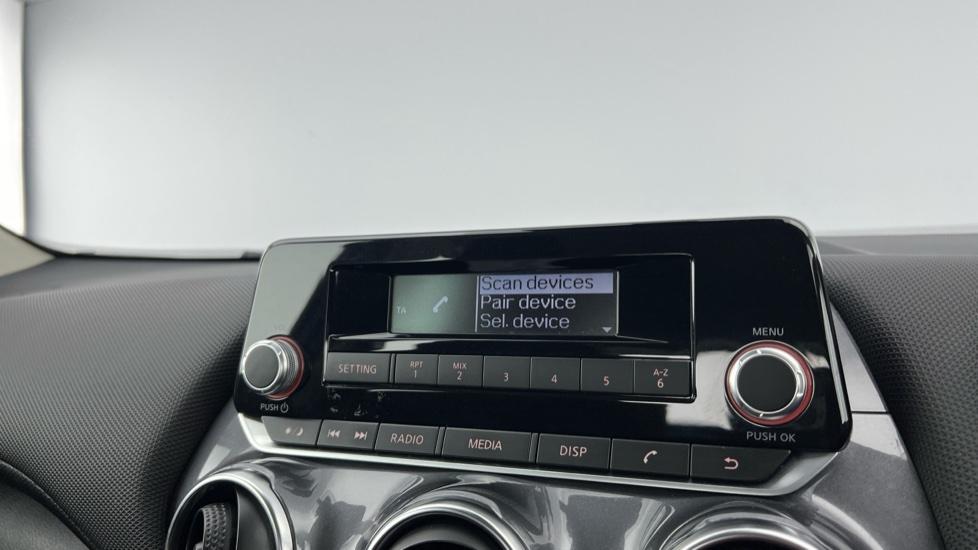 Scan devices
Pair device
TA
Sel. device
MENU
SETTING
RPT
1
MIX
2
3
4
5
A-Z
6
PUSH
PUSH OK
RADIO
MEDIA
DISP